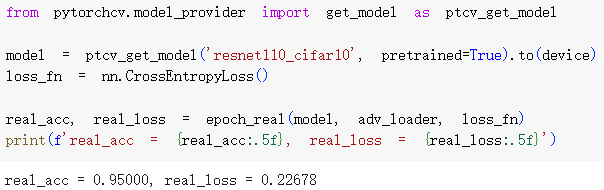 from pytorchcv.model_provider import get_model as ptcv_get_model
model = ptcv_get_model('resnet110_cifar10', pretrained=True).to(device)
loss_fn = nn.CrossEntropyLoss()
real_acc, real_loss = epoch_real(model, adv_loader, loss_fn)
print(f'real_acc = {real_acc:.5f}, real_loss = {real_loss:.5f}')
real_acc = 0.95000, real_loss = 0.22678